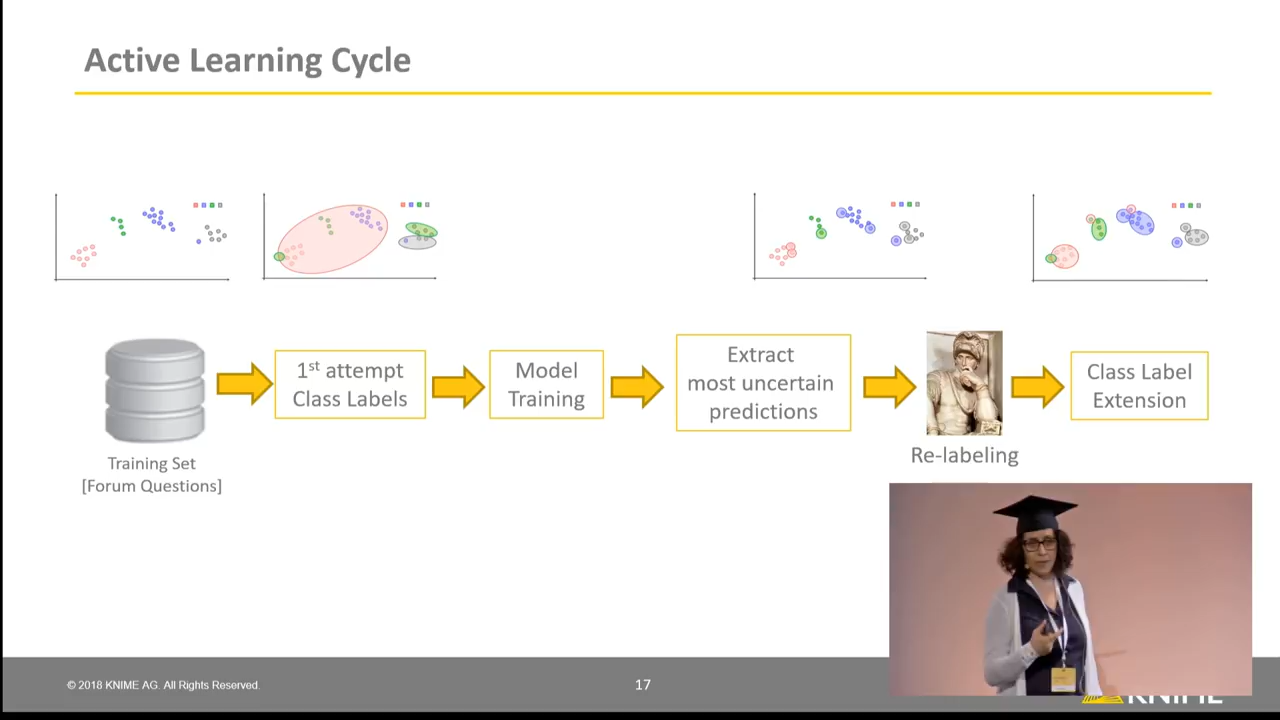 Active Learning Cycle
1st attempt
Class Labels
Model
Training
Extract
most uncertain
predictions
Class Label
Extension
Re-labeling
Training Set
[Forum Questions]
© 2018 KNIME AG. All Rights Reserved.
17
KNIME